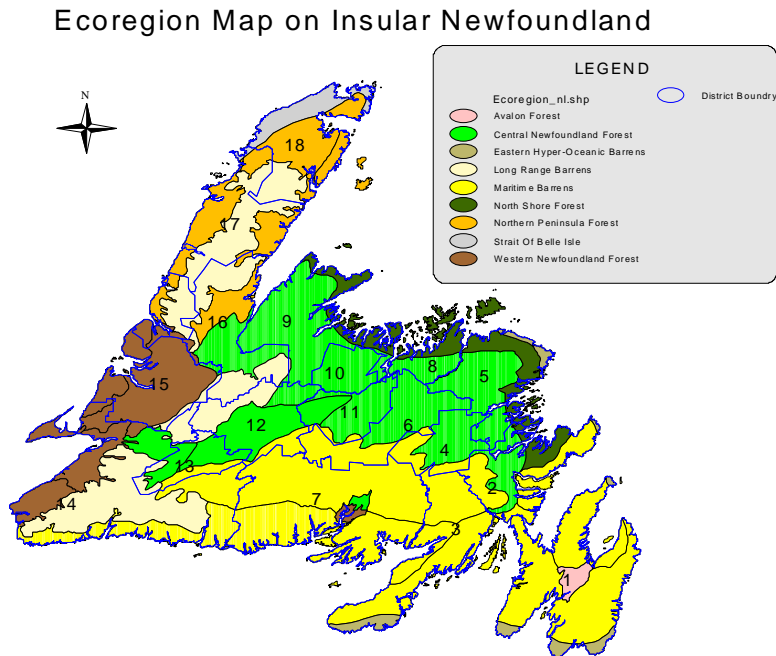 Ecoregion Map on Insular Newfoundland
LEGEND
Ecoregion_nl.shp
District Boundry
Avalon Forest
Central Newfoundland Forest
Eastern Hyper-Oceanic Barrens
Long Range Barrens
Maritime Barrens
North Shore Forest
Northern Peninsula Forest
Strait Of Belle Isle
Western Newfoundland Forest
N
18
17
16
9
15
10
8
5
11
12
6
4
13
2
14
7
3
1